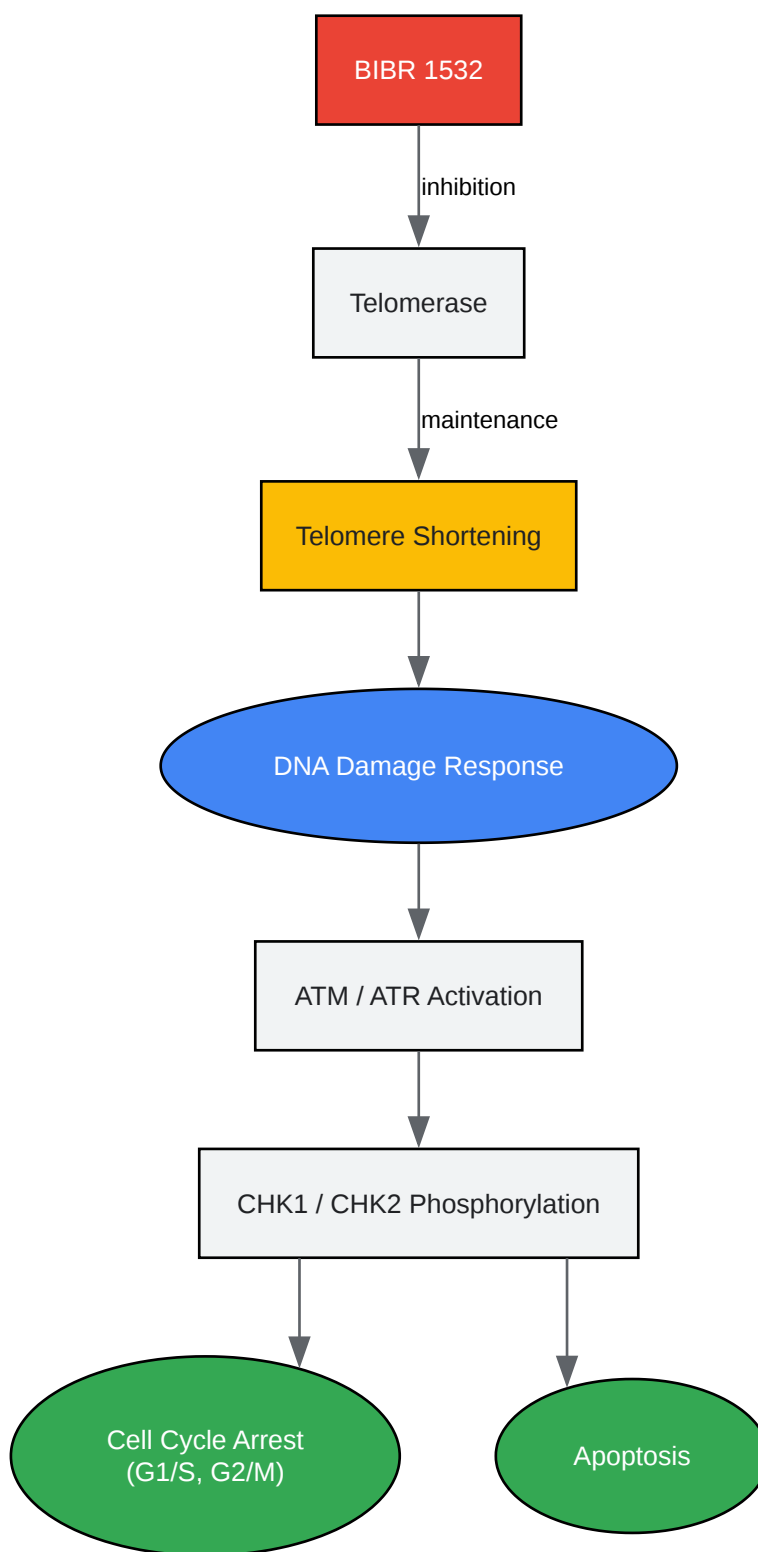 BIBR 1532
inhibition
Telomerase
maintenance
Telomere Shortening
DNA Damage Response
ATM / ATR Activation
CHK1 / CHK2 Phosphorylation
Cell Cycle Arrest
(G1/S, G2/M)
Apoptosis